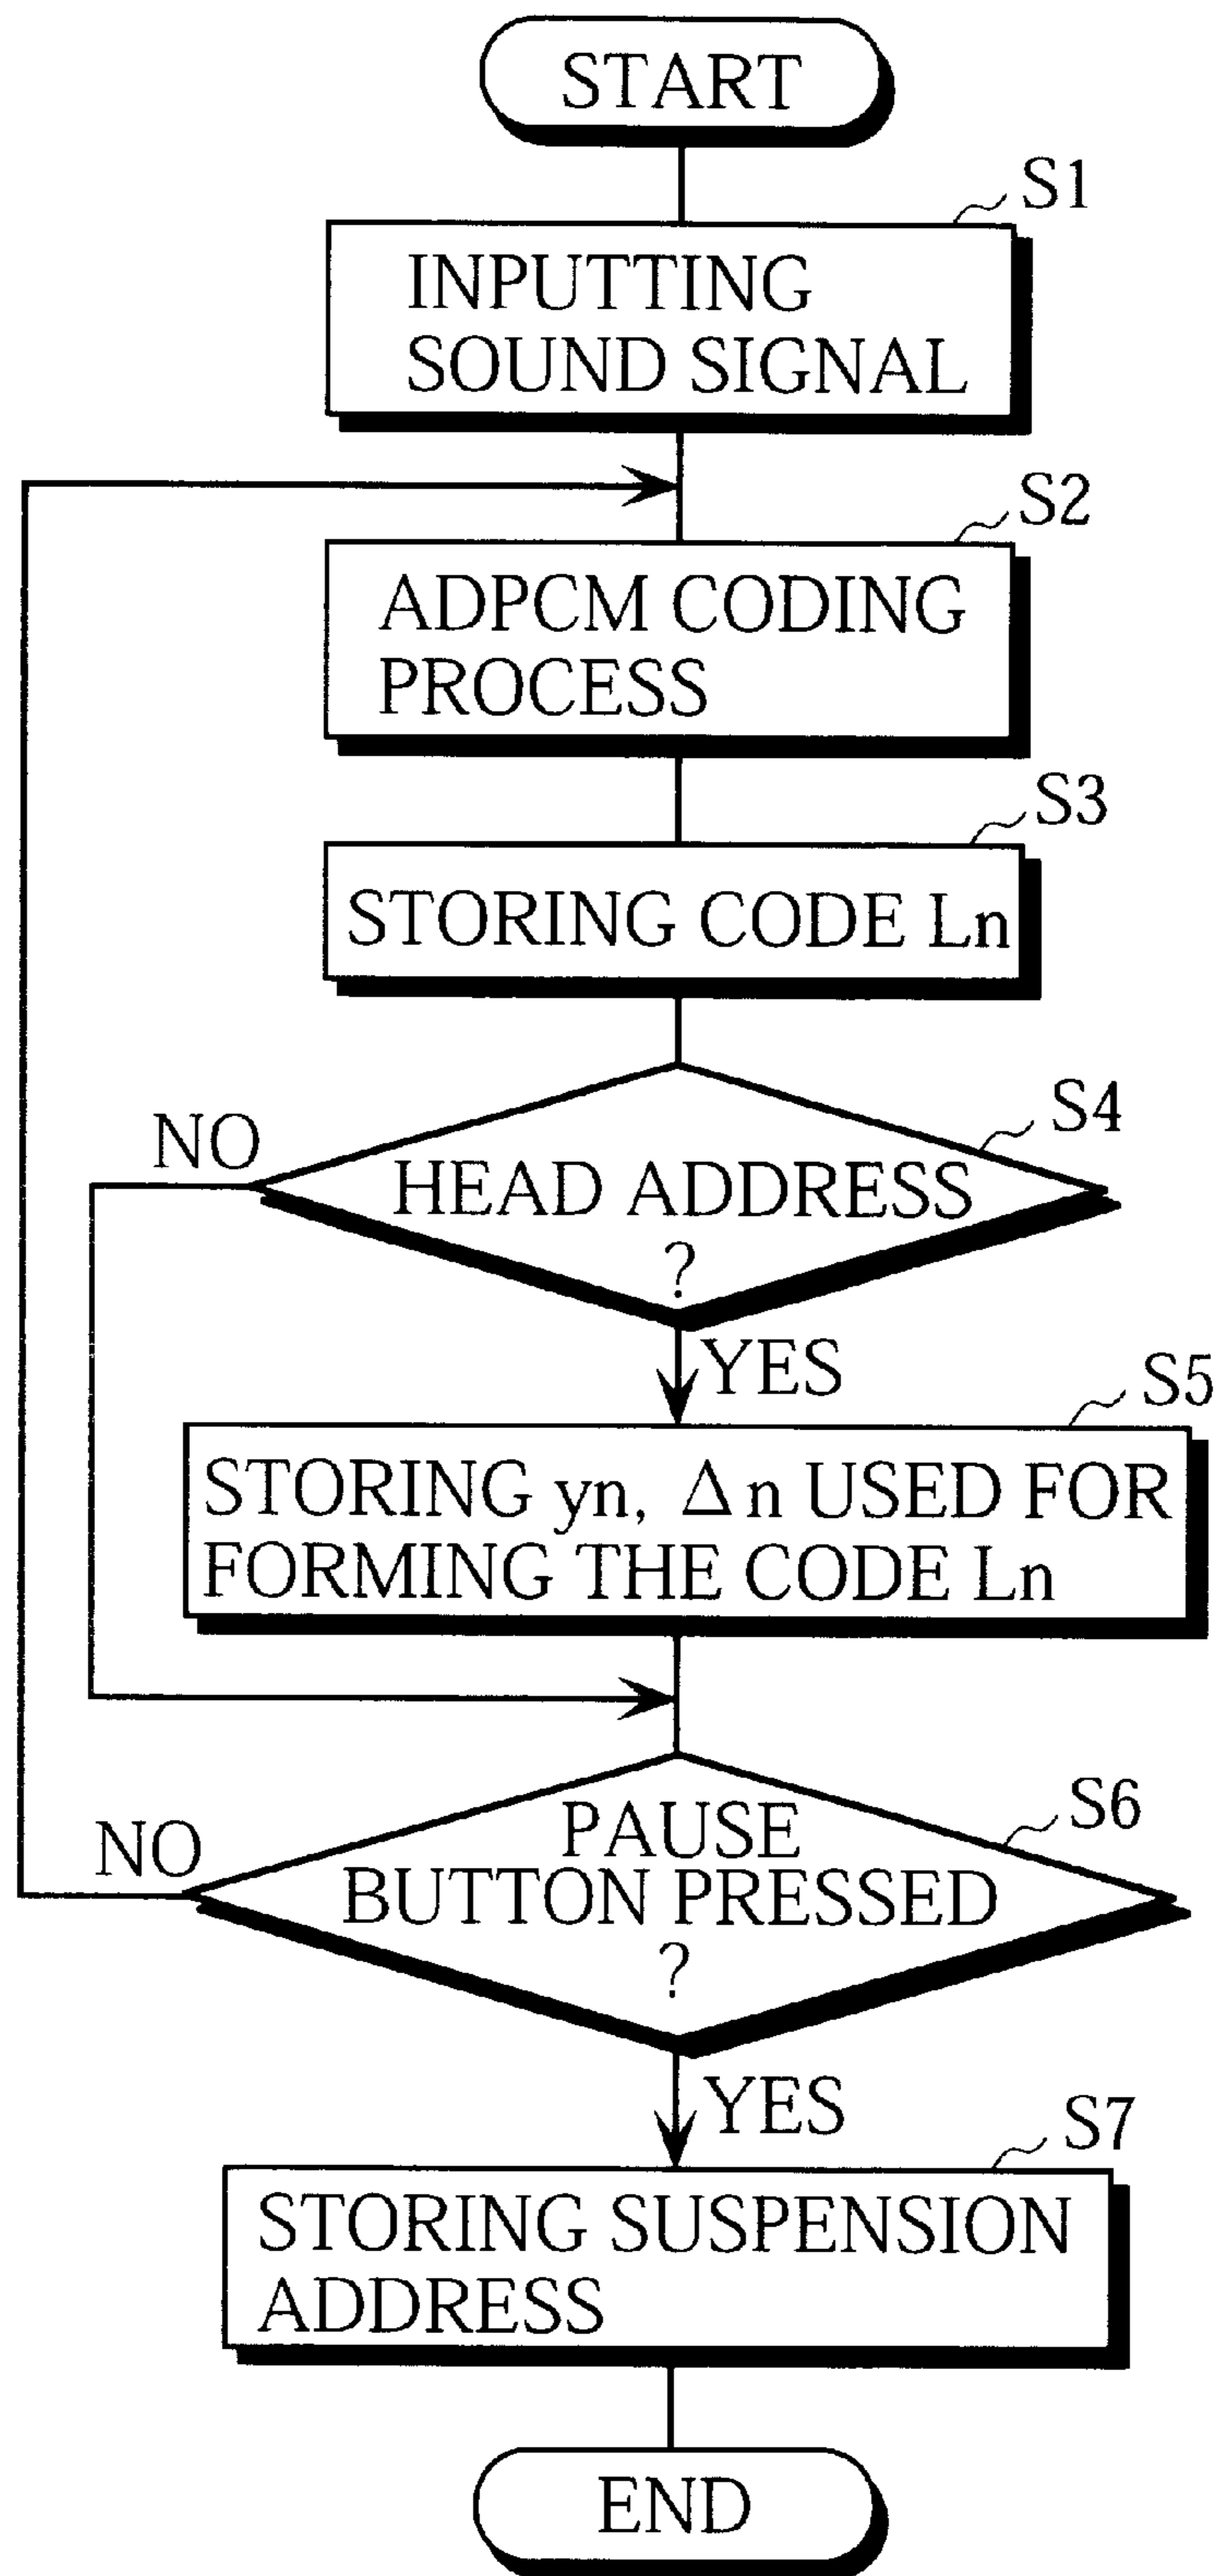 START
S1
INPUTTING
SOUND SIGNAL
S2
ADPCM CODING
PROCESS
S3
STORING CODE Ln
S4
NO
HEAD ADDRESS
?
YES
S5
STORING yn, Δn USED FOR
FORMING THE CODE Ln
S6
NO
PAUSE
BUTTON PRESSED
?
YES
S7
STORING SUSPENSION
ADDRESS
END